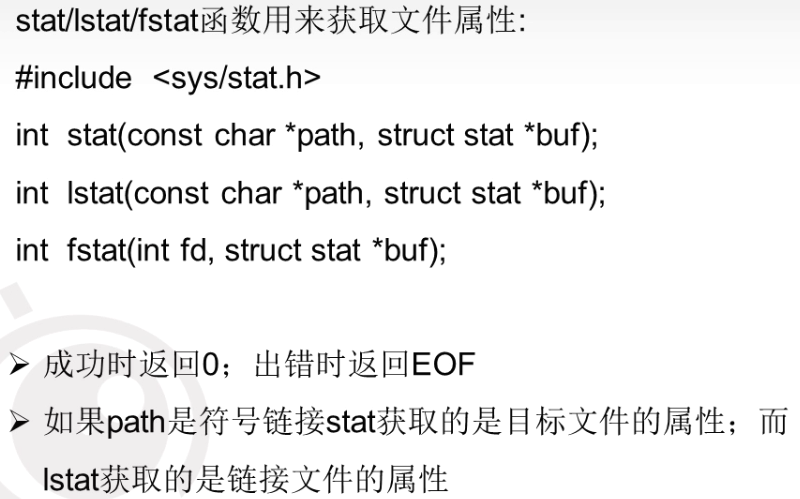 stat/lstat/fstat函数用来获取文件属性:
#include <sys/stat.h>
int stat(const char *path, struct stat *buf);
int lstat(const char *path, struct stat *buf);
int fstat(int fd, struct stat *buf);
➢ 成功时返回0；出错时返回EOF
➢ 如果path是符号链接stat获取的是目标文件的属性；而
lstat获取的是链接文件的属性